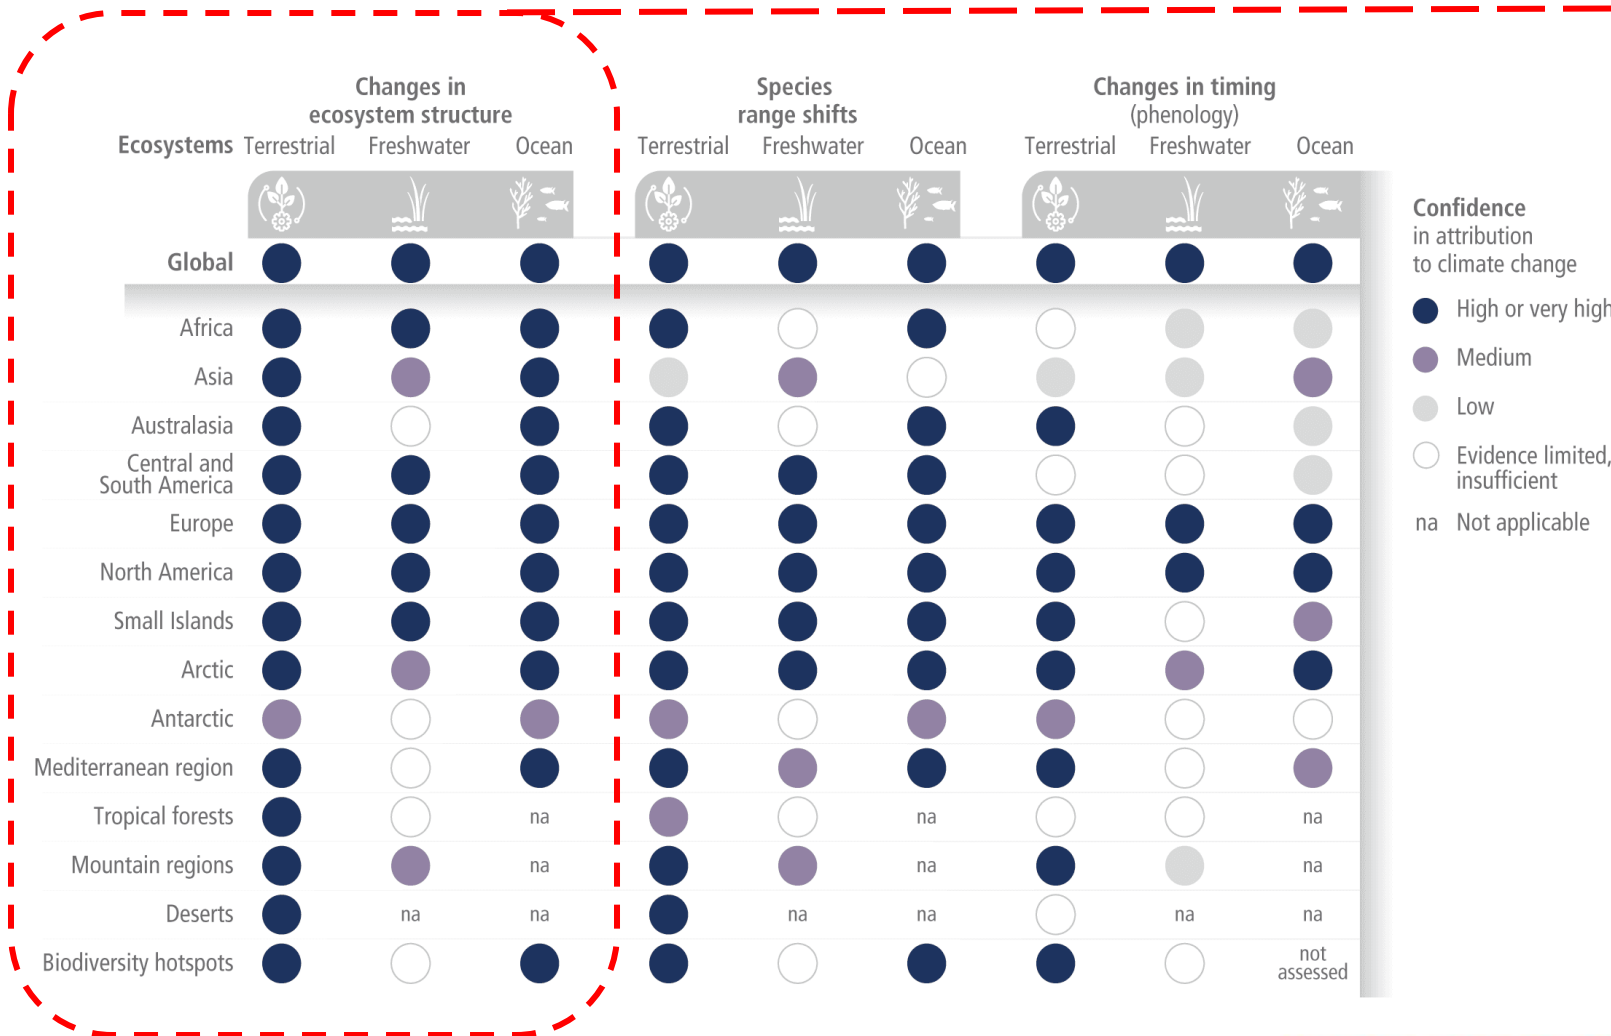 Changes in
ecosystem structure
Species
range shifts
Changes in timing
(phenology)
Ecosystems Terrestrial Freshwater Ocean Terrestrial Freshwater Ocean Terrestrial Freshwater Ocean
Global
Africa
Asia
Australasia
Central and
South America
Europe
North America
Small Islands
Arctic
Antarctic
Mediterranean region
Tropical forests na na na
Mountain regions na na na
Deserts na na na na na na
Biodiversity hotspots not
assessed
Confidence
in attribution
to climate change
High or very high
Medium
Low
Evidence limited,
insufficient
na Not applicable